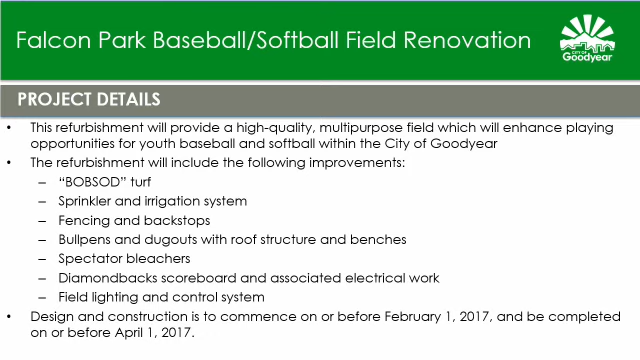 Falcon Park Baseball/Softball Field Renovation
CITY OF
Goodyear
PROJECT DETAILS
• This refurbishment will provide a high-quality, multipurpose field which will enhance playing
opportunities for youth baseball and softball within the City of Goodyear
• The refurbishment will include the following improvements:
– “BOBSOD” turf
– Sprinkler and irrigation system
– Fencing and backstops
– Bullpens and dugouts with roof structure and benches
– Spectator bleachers
– Diamondbacks scoreboard and associated electrical work
– Field lighting and control system
• Design and construction is to commence on or before February 1, 2017, and be completed
on or before April 1, 2017.